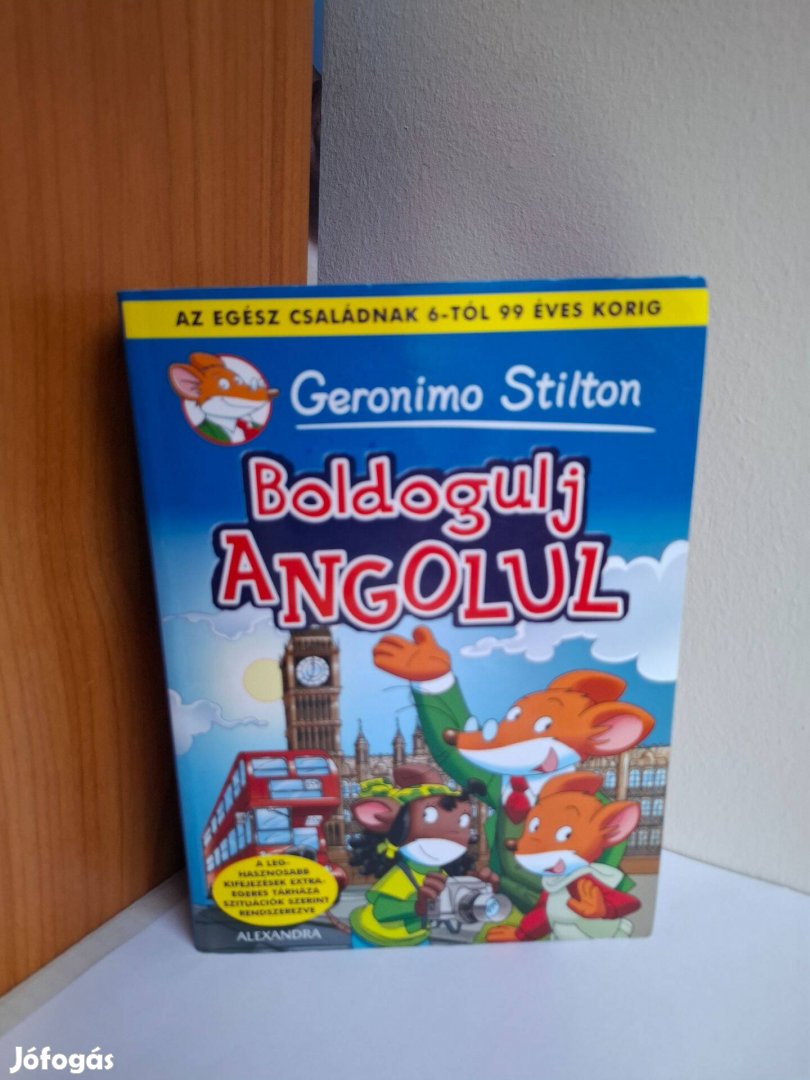 AZ EGÉSZ CSALÁDNAK 6-TÓL 99 ÉVES KORIG
Geronimo Stilton
Boldogulj
ANGOLUL
A LEG-
HASZNOSABB
KIFEJEZÉSEK EXTRA-
EGERES TÁRHÁZA
SZITUÁCIÓK SZERINT
RENDSZEREZVE
ALEXANDRA
Jófogás